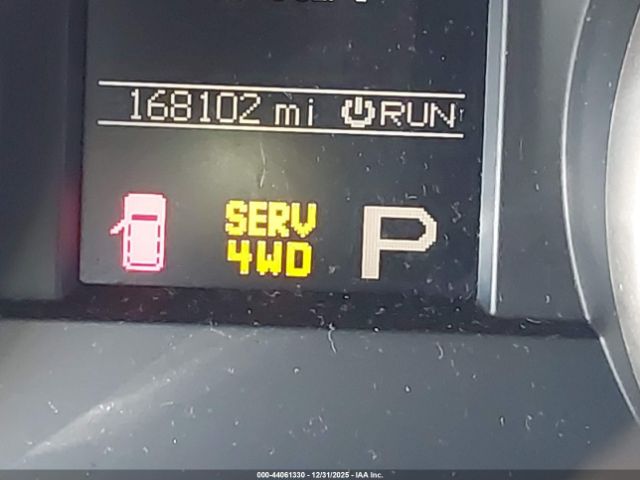 168102 mi RUN
SERV
4WD
P
000-44061330 - 12/31/2025 - IAA Inc.